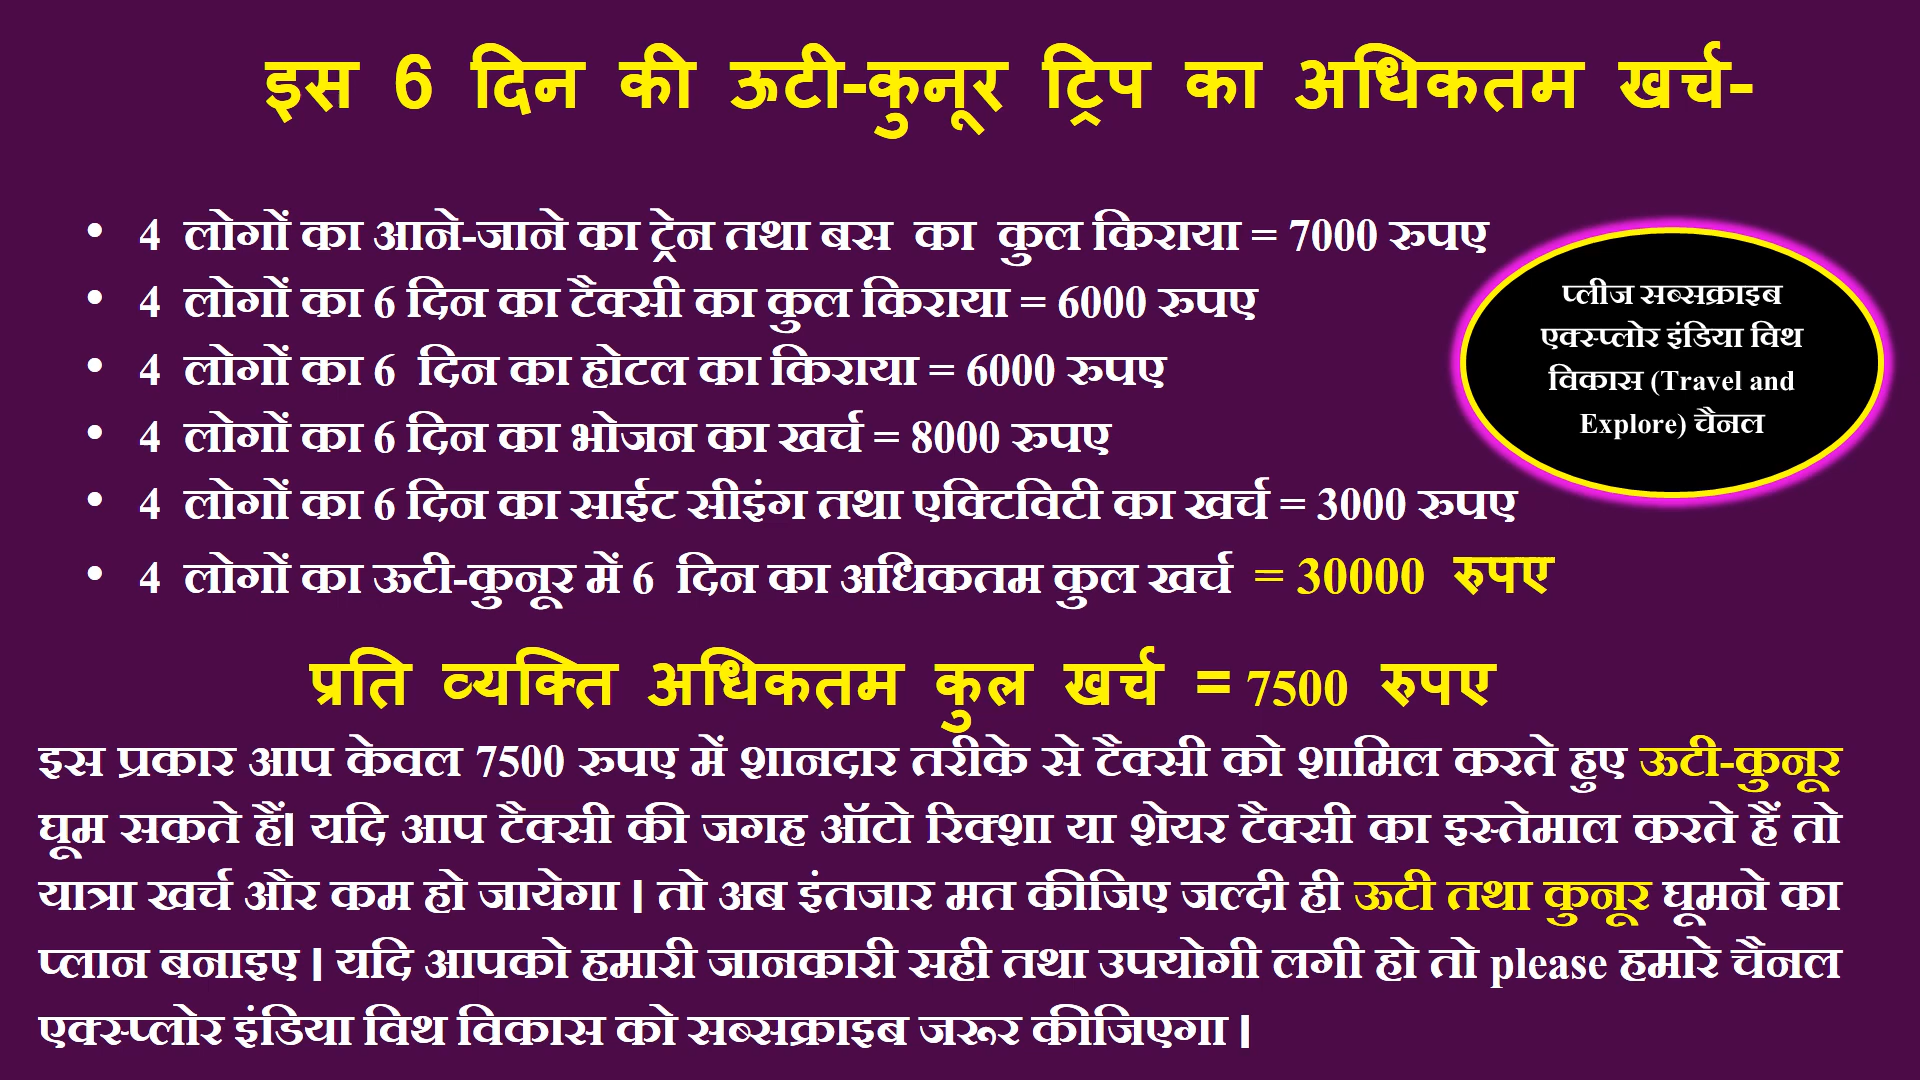 इस 6 दिन की ऊटी-कुनूर ट्रिप का अधिकतम खर्च-
• 4 लोगों का आने-जाने का ट्रेन तथा बस का कुल किराया = 7000 रुपए
• 4 लोगों का 6 दिन का टैक्सी का कुल किराया = 6000 रुपए
• 4 लोगों का 6 दिन का होटल का किराया = 6000 रुपए
• 4 लोगों का 6 दिन का भोजन का खर्च = 8000 रुपए
• 4 लोगों का 6 दिन का साईट सीइंग तथा एक्टिविटी का खर्च = 3000 रुपए
• 4 लोगों का ऊटी-कुनूर में 6 दिन का अधिकतम कुल खर्च = 30000 रुपए
प्लीज सब्सक्राइब
एक्स्प्लोर इंडिया विथ
विकास (Travel and
Explore) चैनल
प्रति व्यक्ति अधिकतम कुल खर्च = 7500 रुपए
इस प्रकार आप केवल 7500 रुपए में शानदार तरीके से टैक्सी को शामिल करते हुए ऊटी-कुनूर
घूम सकते हैं। यदि आप टैक्सी की जगह ऑटो रिक्शा या शेयर टैक्सी का इस्तेमाल करते हैं तो
यात्रा खर्च और कम हो जायेगा । तो अब इंतजार मत कीजिए जल्दी ही ऊटी तथा कुनूर घूमने का
प्लान बनाइए । यदि आपको हमारी जानकारी सही तथा उपयोगी लगी हो तो please हमारे चैनल
एक्स्प्लोर इंडिया विथ विकास को सब्सक्राइब जरूर कीजिएगा ।